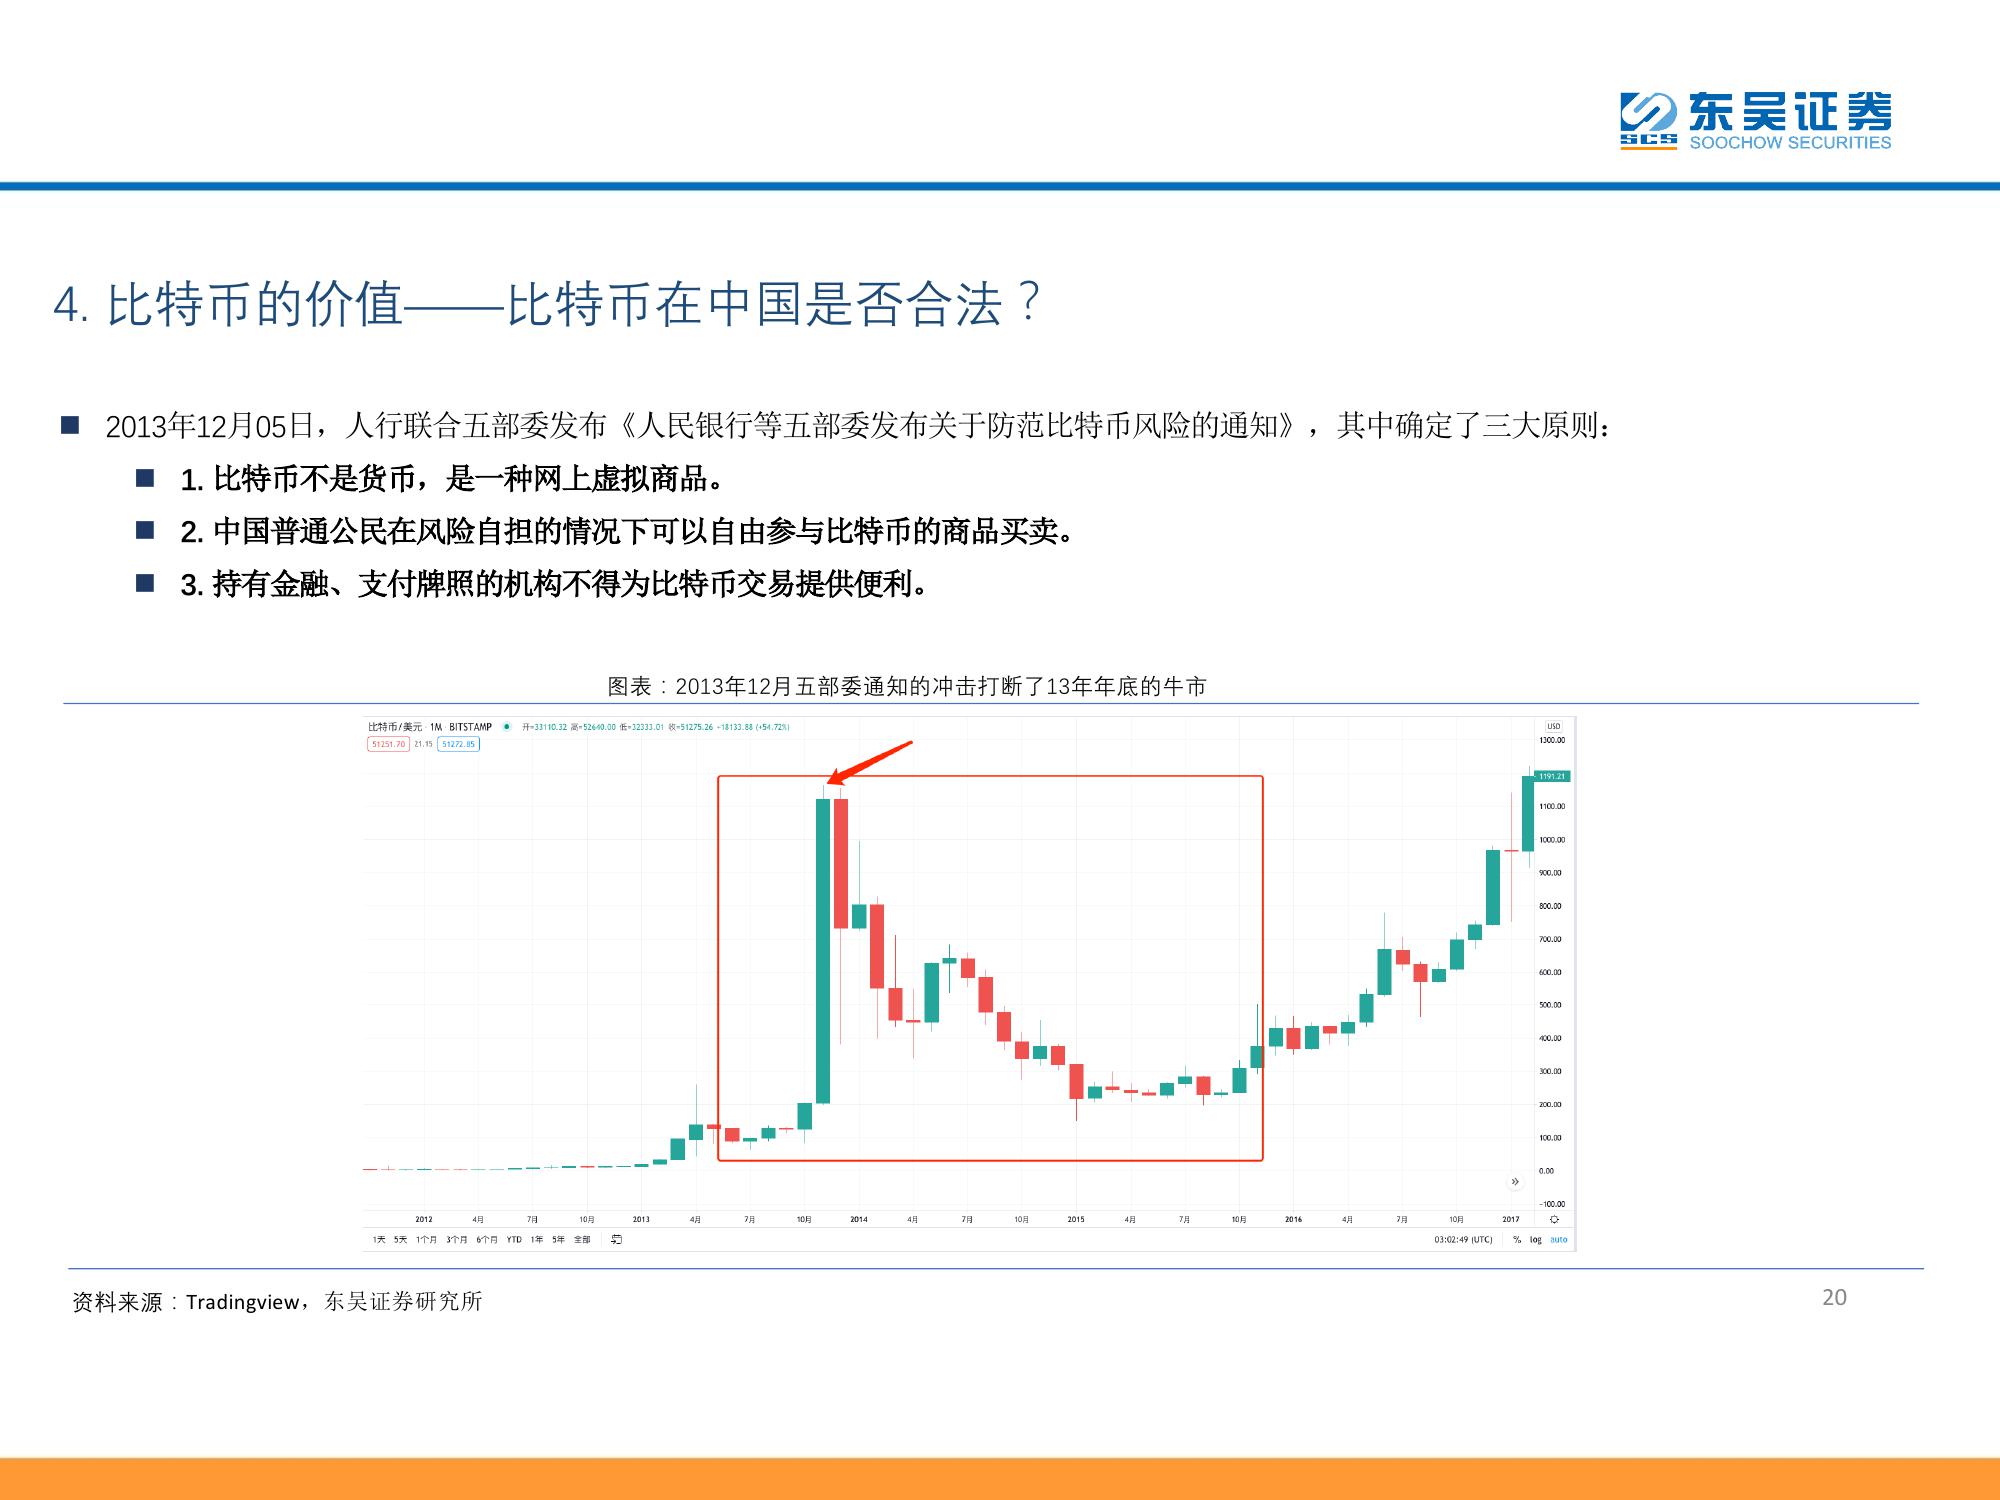 东吴证券
SCS
SOOCHOW SECURITIES
4. 比特币的价值——比特币在中国是否合法？
2013年12月05日，人行联合五部委发布《人民银行等五部委发布关于防范比特币风险的通知》，其中确定了三大原则：
1. 比特币不是货币，是一种网上虚拟商品。
2. 中国普通公民在风险自担的情况下可以自由参与比特币的商品买卖。
3. 持有金融、支付牌照的机构不得为比特币交易提供便利。
图表：2013年12月五部委通知的冲击打断了13年年底的牛市
比特币/美元 · 1M · BITSTAMP 开=33110.32 高=52640.00 低=32333.01 收=51275.26 +18133.88 (+54.72%)
51251.70 21.15 51272.85
USD
1300.00
1191.21
1100.00
1000.00
900.00
800.00
700.00
600.00
500.00
400.00
300.00
200.00
100.00
0.00
-100.00
2012 4月 7月 10月 2013 4月 7月 10月 2014 4月 7月 10月 2015 4月 7月 10月 2016 4月 7月 10月 2017
1天 5天 1个月 3个月 6个月 YTD 1年 5年 全部 03:02:49 (UTC) % log auto
资料来源：Tradingview，东吴证券研究所
20